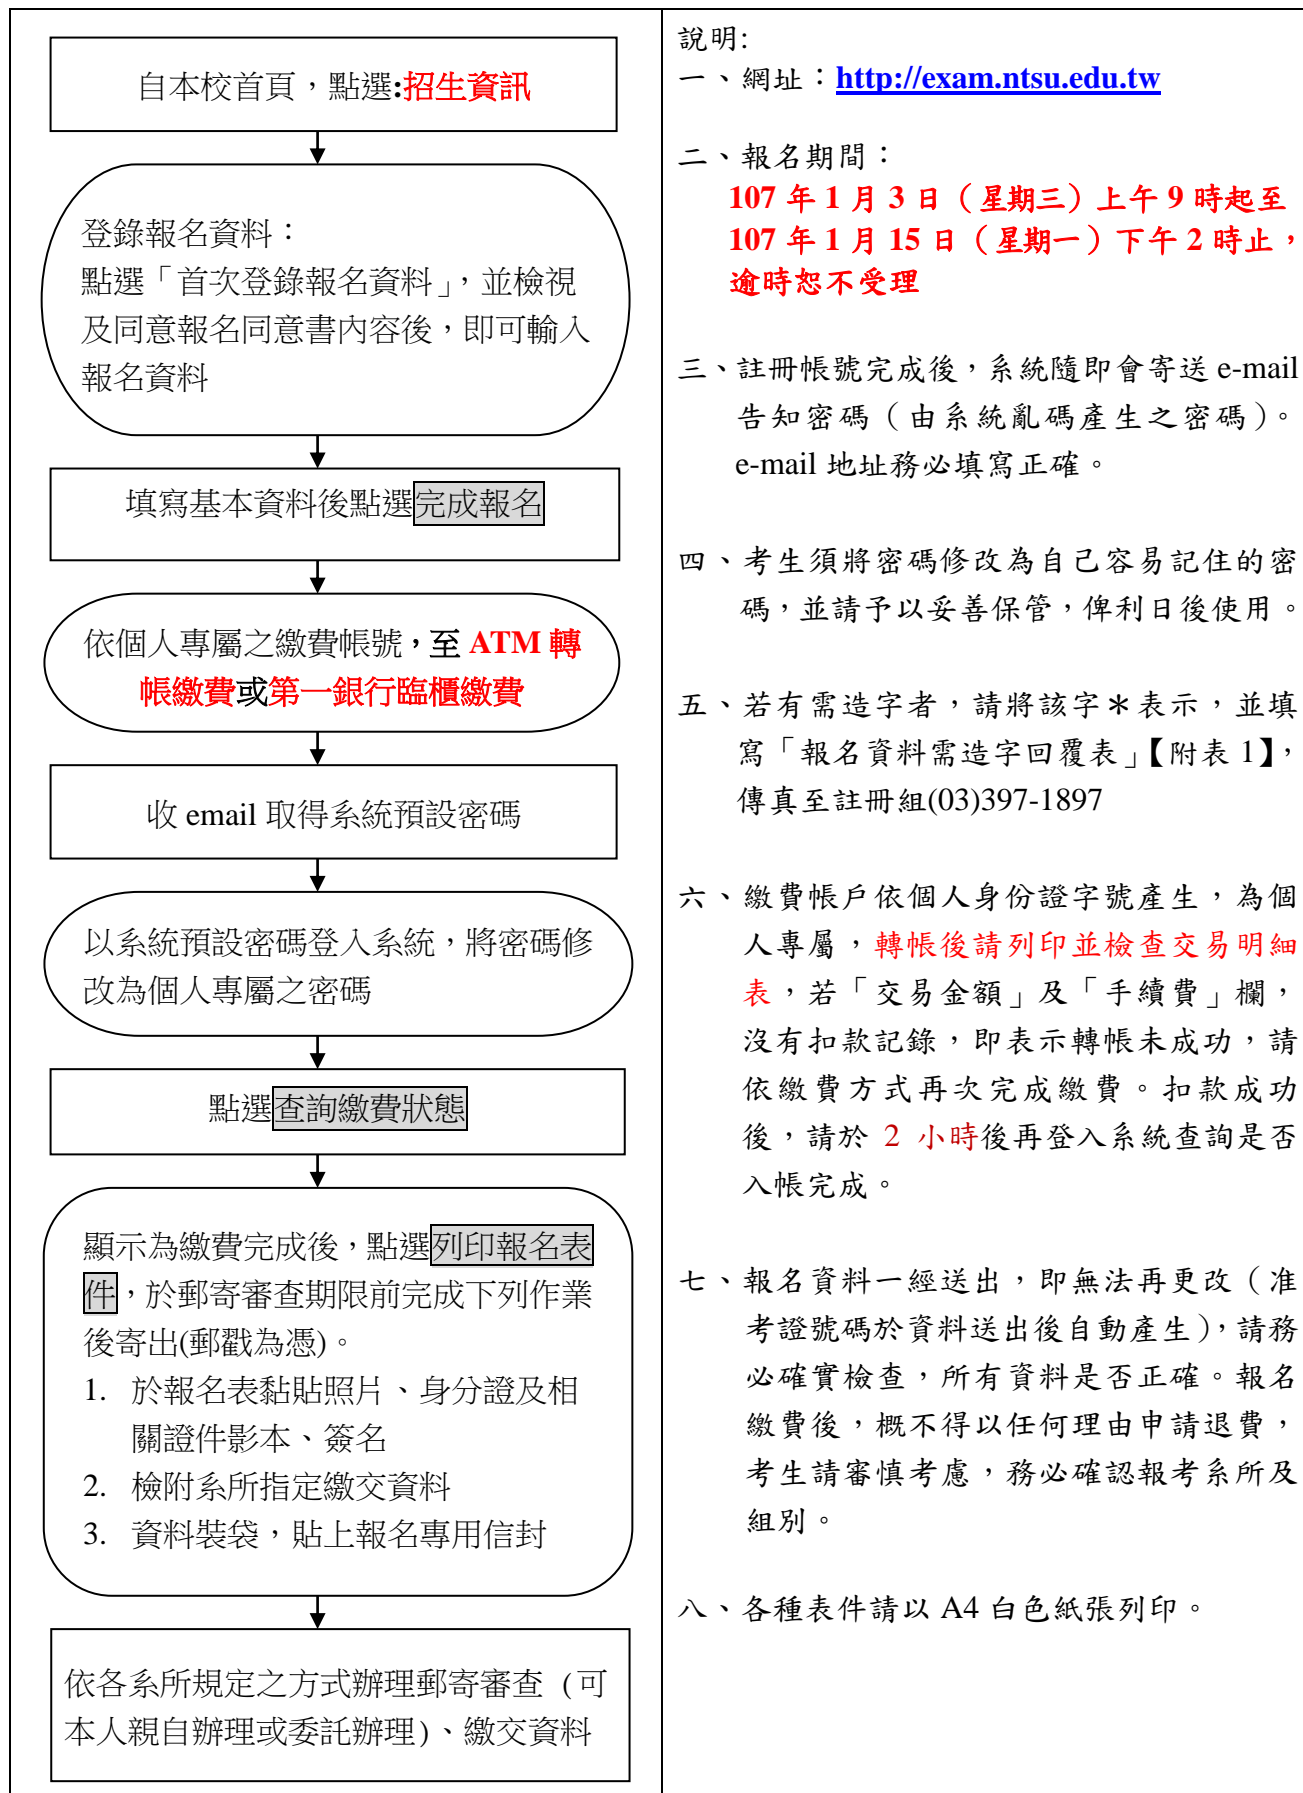 自本校首頁，點選:招生資訊
登錄報名資料：
點選「首次登錄報名資料」，並檢視
及同意報名同意書內容後，即可輸入
報名資料
填寫基本資料後點選完成報名
依個人專屬之繳費帳號，至 ATM 轉
帳繳費或第一銀行臨櫃繳費
收 email 取得系統預設密碼
以系統預設密碼登入系統，將密碼修
改為個人專屬之密碼
點選查詢繳費狀態
顯示為繳費完成後，點選列印報名表
件，於郵寄審查期限前完成下列作業
後寄出(郵戳為憑)。
1. 於報名表黏貼照片、身分證及相
關證件影本、簽名
2. 檢附系所指定繳交資料
3. 資料裝袋，貼上報名專用信封
依各系所規定之方式辦理郵寄審查 (可
本人親自辦理或委託辦理)、繳交資料
說明:
一、網址：http://exam.ntsu.edu.tw
二、報名期間：
107 年 1 月 3 日（星期三）上午 9 時起至
107 年 1 月 15 日（星期一）下午 2 時止，
逾時恕不受理
三、註冊帳號完成後，系統隨即會寄送 e-mail
告知密碼（由系統亂碼產生之密碼）。
e-mail 地址務必填寫正確。
四、考生須將密碼修改為自己容易記住的密
碼，並請予以妥善保管，俾利日後使用。
五、若有需造字者，請將該字＊表示，並填
寫「報名資料需造字回覆表」【附表 1】，
傳真至註冊組(03)397-1897
六、繳費帳戶依個人身份證字號產生，為個
人專屬，轉帳後請列印並檢查交易明細
表，若「交易金額」及「手續費」欄，
沒有扣款記錄，即表示轉帳未成功，請
依繳費方式再次完成繳費。扣款成功
後，請於 2 小時後再登入系統查詢是否
入帳完成。
七、報名資料一經送出，即無法再更改（准
考證號碼於資料送出後自動產生），請務
必確實檢查，所有資料是否正確。報名
繳費後，概不得以任何理由申請退費，
考生請審慎考慮，務必確認報考系所及
組別。
八、各種表件請以 A4 白色紙張列印。